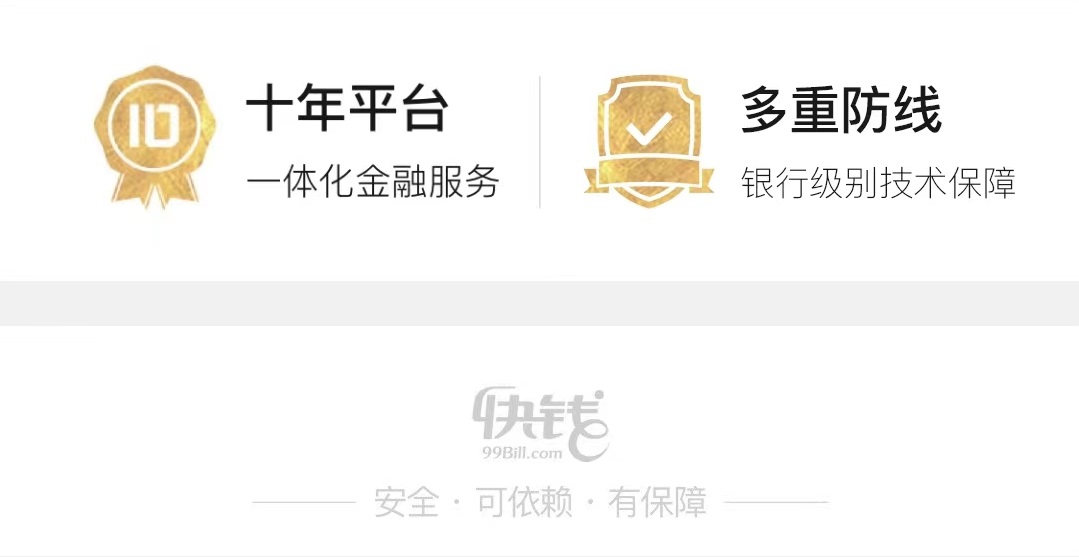 10
十年平台
一体化金融服务
多重防线
银行级别技术保障
快钱
99Bill.com
安全·可依赖·有保障